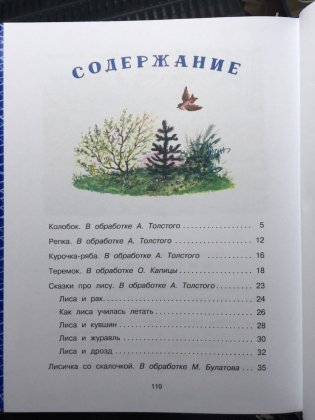 СОДЕРЖАНИЕ
Колобок. В обработке А. Толстого 5
Репка. В обработке А. Толстого 12
Курочка-ряба. В обработке А. Толстого 16
Теремок. В обработке О. Капицы 18
Сказки про лису. В обработке А. Толстого 23
Лиса и рак 24
Как лиса училась летать 26
Лиса и кувшин 28
Лиса и журавль 30
Лиса и дрозд 32
Лисичка со скалочкой. В обработке М. Булатова 35
110